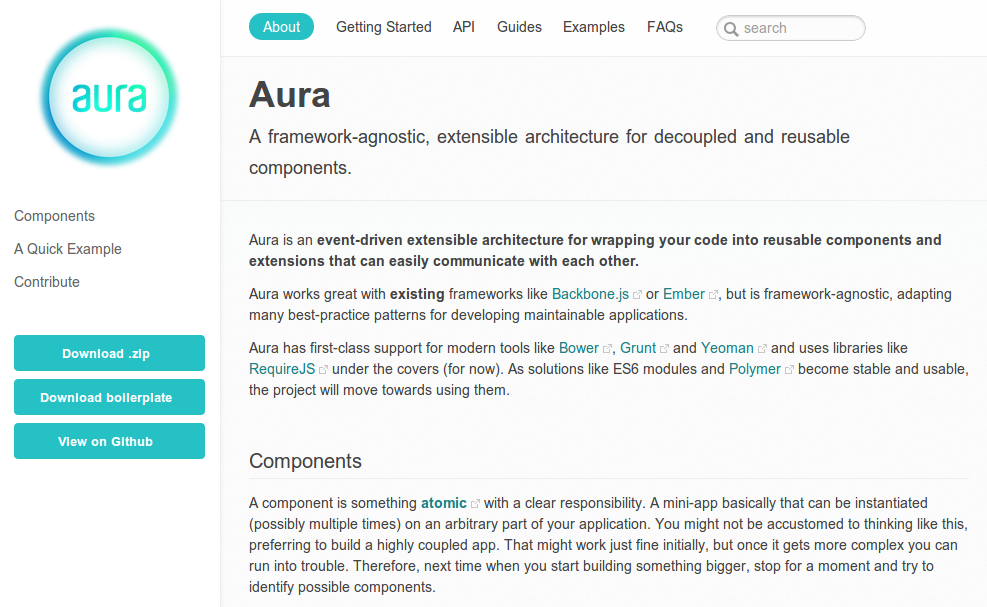 aura
Components
A Quick Example
Contribute
Download .zip
Download boilerplate
View on Github
About
Getting Started
API
Guides
Examples
FAQs
search
Aura
A framework-agnostic, extensible architecture for decoupled and reusable
components.
Aura is an event-driven extensible architecture for wrapping your code into reusable components and
extensions that can easily communicate with each other.
Aura works great with existing frameworks like Backbone.js or Ember, but is framework-agnostic, adapting
many best-practice patterns for developing maintainable applications.
Aura has first-class support for modern tools like Bower, Grunt and Yeoman and uses libraries like
RequireJS under the covers (for now). As solutions like ES6 modules and Polymer become stable and usable,
the project will move towards using them.
Components
A component is something atomic with a clear responsibility. A mini-app basically that can be instantiated
(possibly multiple times) on an arbitrary part of your application. You might not be accustomed to thinking like this,
preferring to build a highly coupled app. That might work just fine initially, but once it gets more complex you can
run into trouble. Therefore, next time when you start building something bigger, stop for a moment and try to
identify possible components.